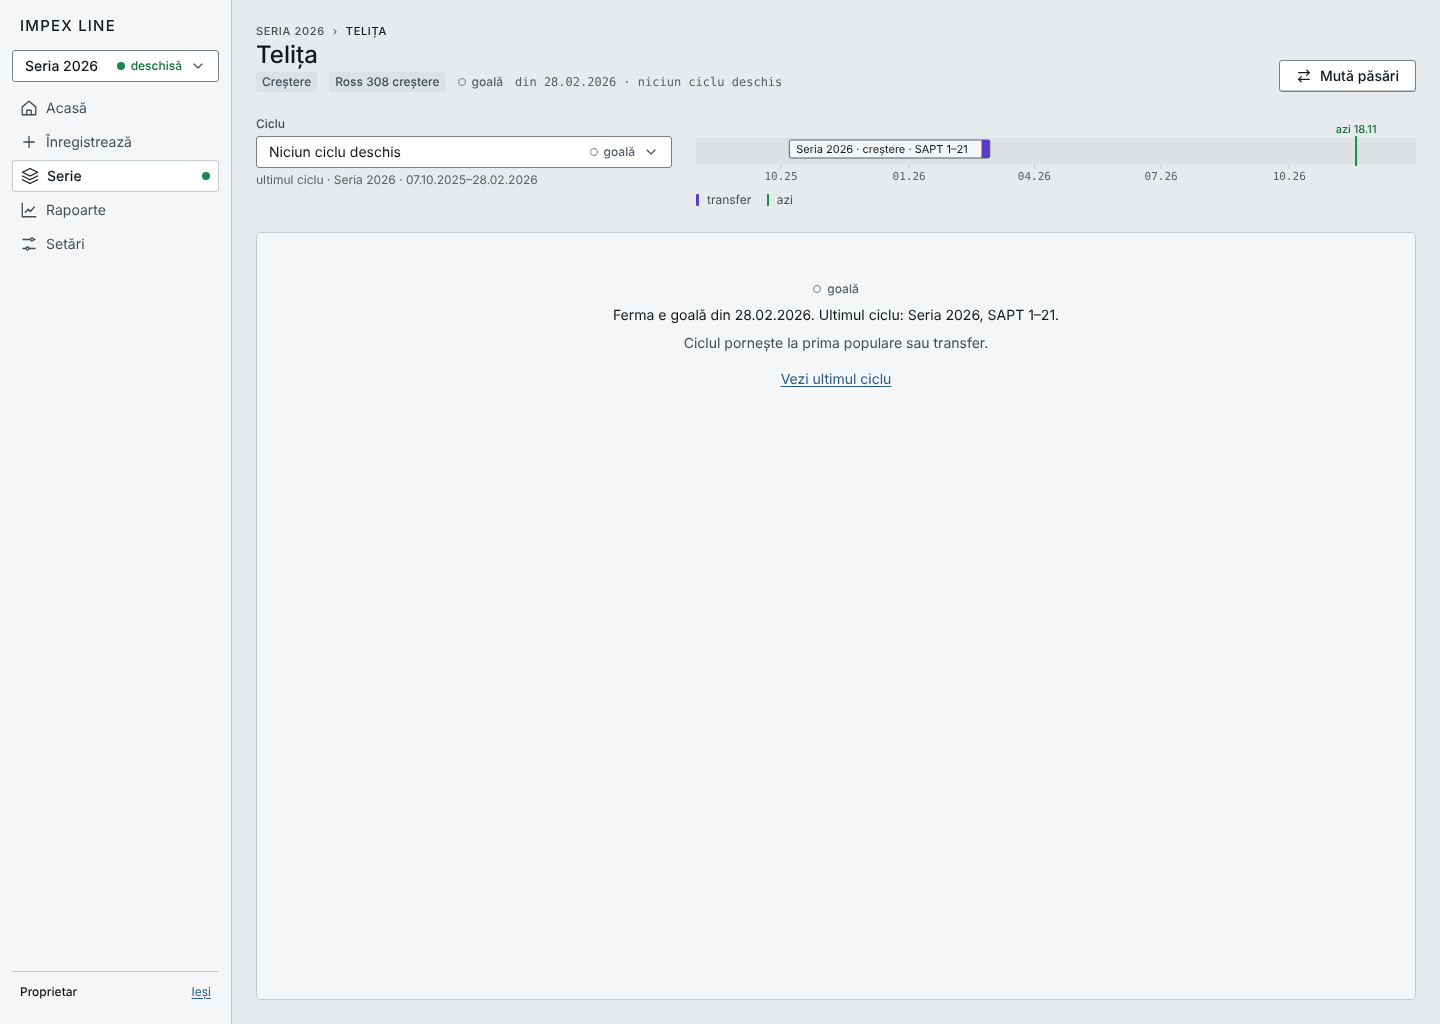 IMPEX LINE
Seria 2026 deschisă
Acasă
Înregistrează
Serie
Rapoarte
Setări
Proprietar Ieși
SERIA 2026 › TELIȚA
Telița
Creștere Ross 308 creștere goală din 28.02.2026 · niciun ciclu deschis
Mută păsări
Ciclu
Niciun ciclu deschis goală
ultimul ciclu · Seria 2026 · 07.10.2025–28.02.2026
azi 18.11
Seria 2026 · creștere · SAPT 1–21
10.25 01.26 04.26 07.26 10.26
transfer azi
goală
Ferma e goală din 28.02.2026. Ultimul ciclu: Seria 2026, SAPT 1–21.
Ciclul pornește la prima populare sau transfer.
Vezi ultimul ciclu